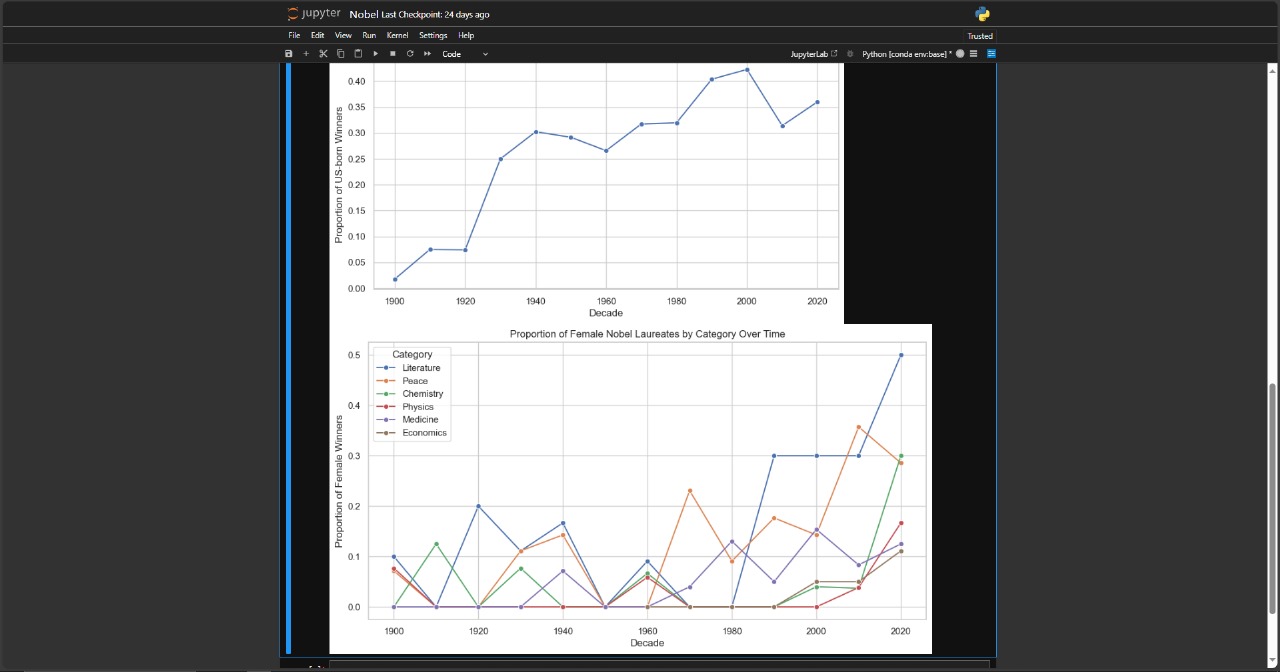 jupyter Nobel Last Checkpoint: 24 days ago
File Edit View Run Kernel Settings Help Trusted
Code JupyterLab Python [conda env:base] *
0.40
0.35
0.30
0.25
0.20
0.15
0.10
0.05
0.00
Proportion of US-born Winners
1900 1920 1940 1960 1980 2000 2020
Decade
Proportion of Female Nobel Laureates by Category Over Time
Category
Literature
Peace
Chemistry
Physics
Medicine
Economics
0.5
0.4
0.3
0.2
0.1
0.0
Proportion of Female Winners
1900 1920 1940 1960 1980 2000 2020
Decade